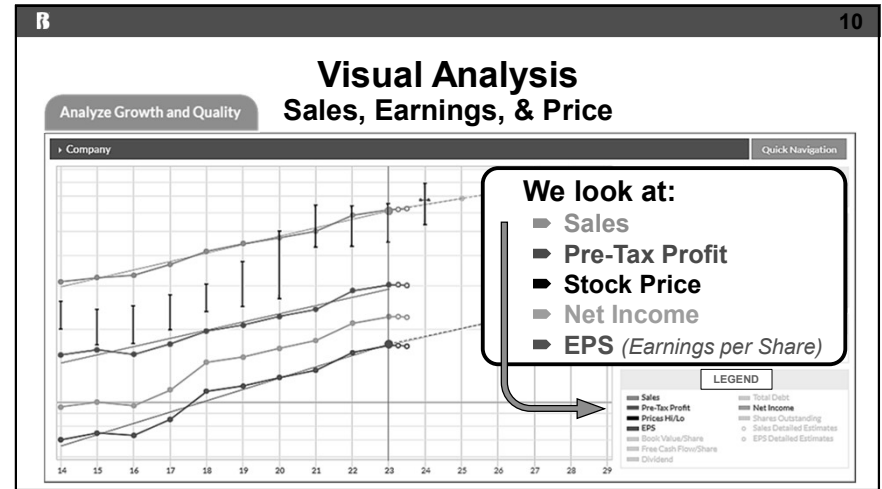 10
Visual Analysis
Sales, Earnings, & Price
Analyze Growth and Quality
Company
Quick Navigation
We look at:
Sales
Pre-Tax Profit
Stock Price
Net Income
EPS (Earnings per Share)
LEGEND
Sales
Pre-Tax Profit
Prices Hi/Lo
EPS
Book Value/Share
Free Cash Flow/Share
Dividend
Total Debt
Net Income
Shares Outstanding
Sales Detailed Estimates
EPS Detailed Estimates
14 15 16 17 18 19 20 21 22 23 24 25 26 27 28 29